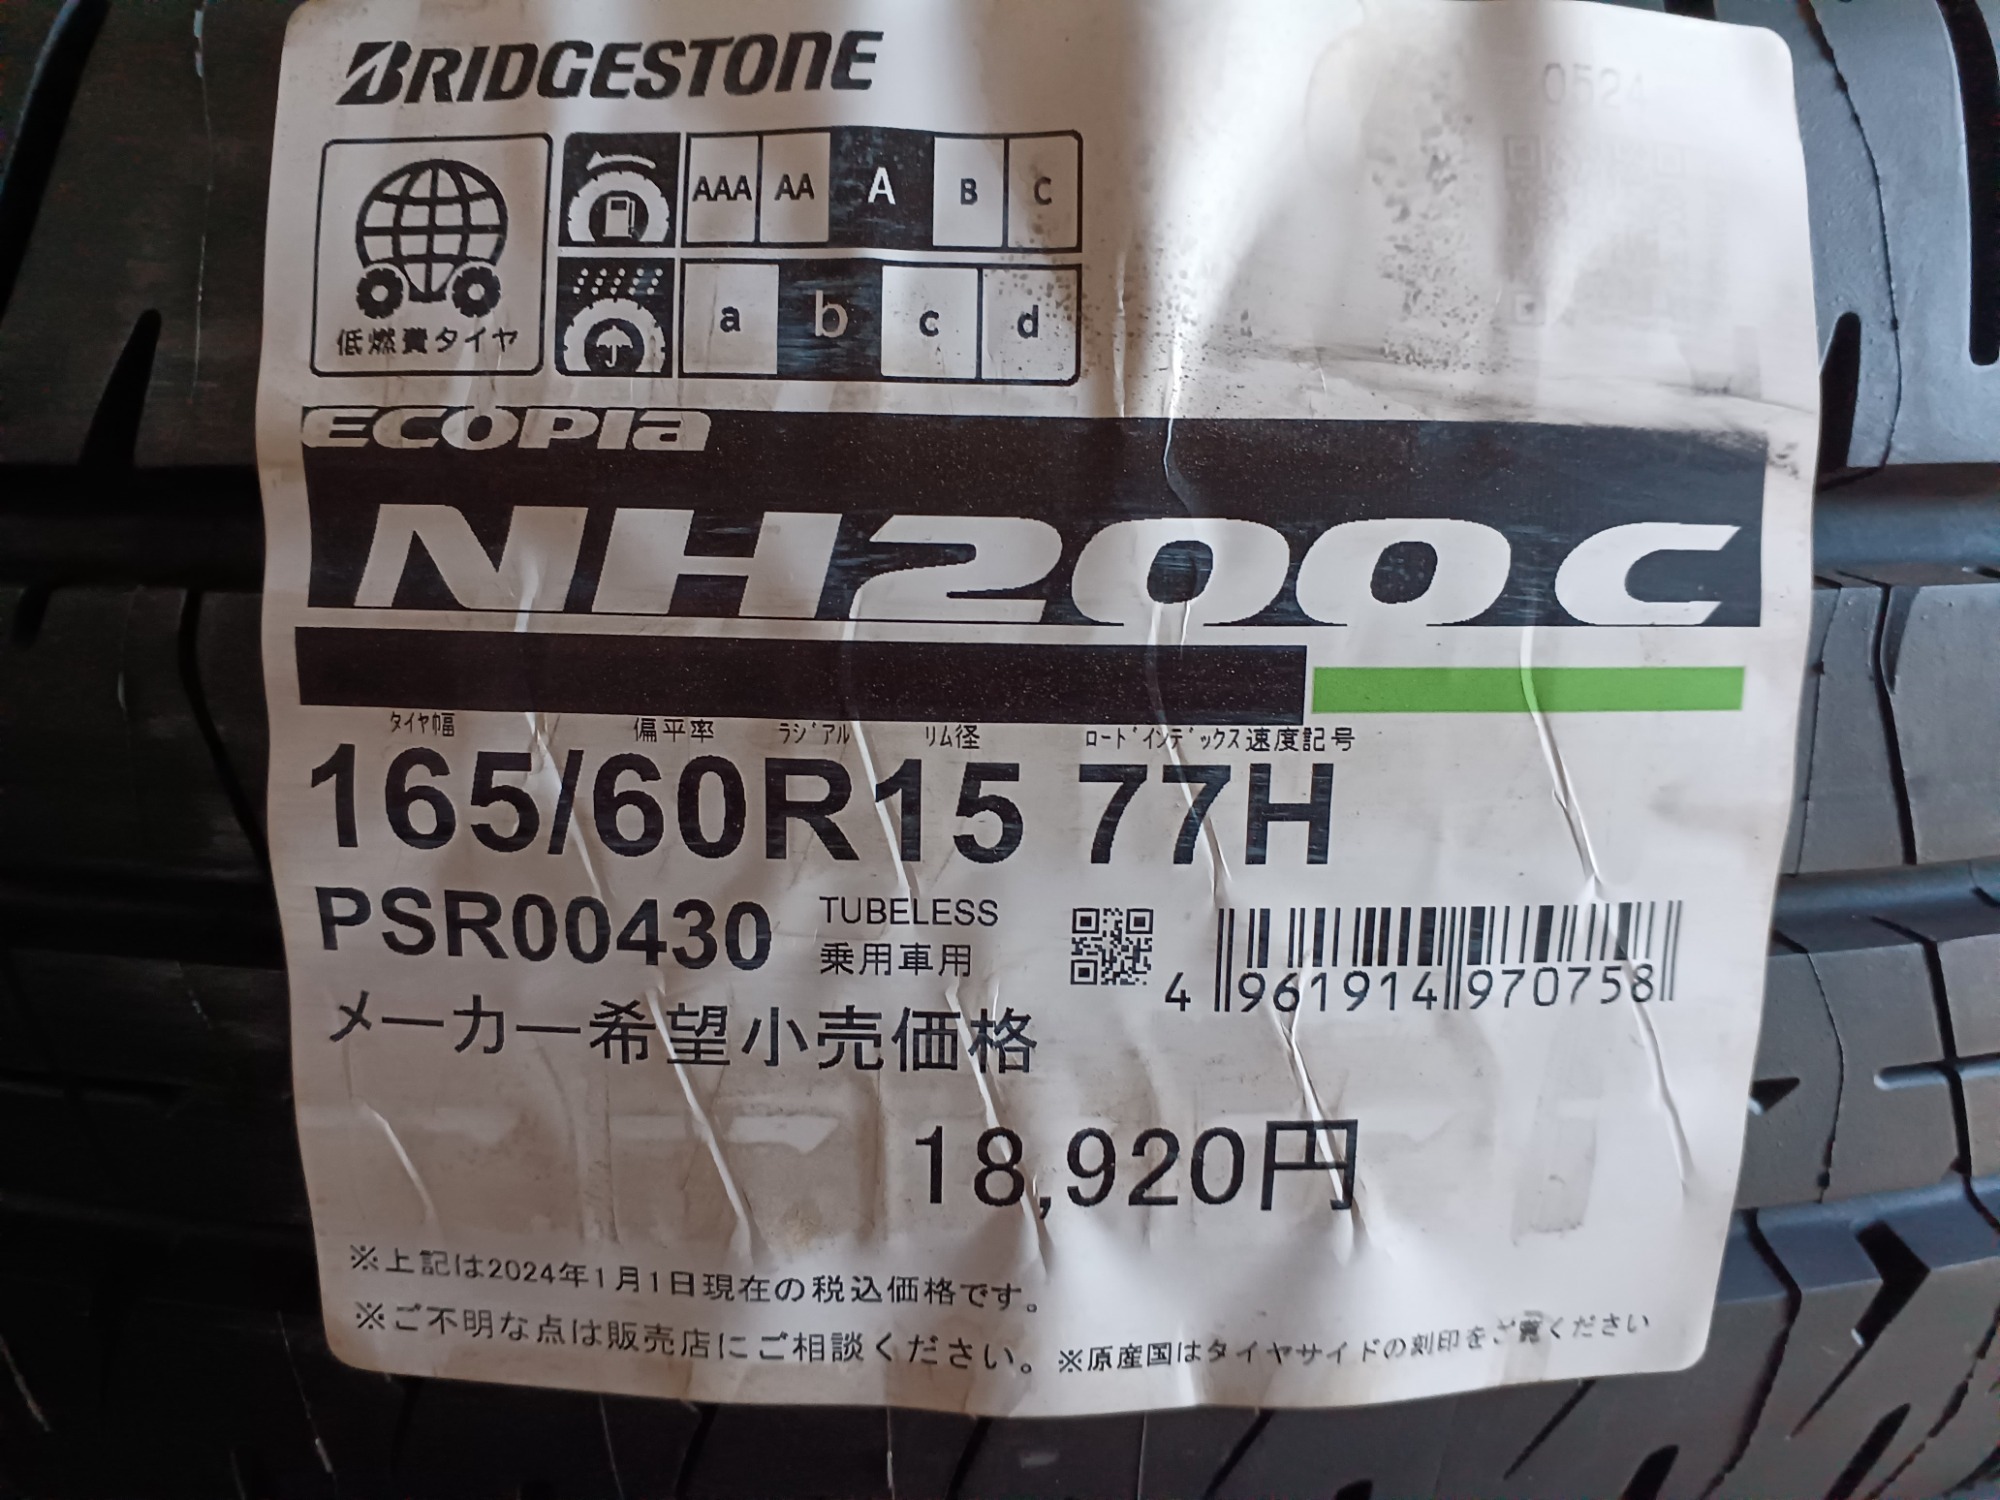 BRIDGESTONE
0524
AAA AA A B C
低燃費タイヤ
a b c d
ECOPIA
NH200 C
タイヤ幅 偏平率 ラジアル リム径 ロードインデックス 速度記号
165/60R15 77H
PSR00430 TUBELESS
乗用車用
4 961914 970758
メーカー希望小売価格
18,920円
※上記は2024年1月1日現在の税込価格です。
※ご不明な点は販売店にご相談ください。 ※原産国はタイヤサイドの刻印をご覧ください